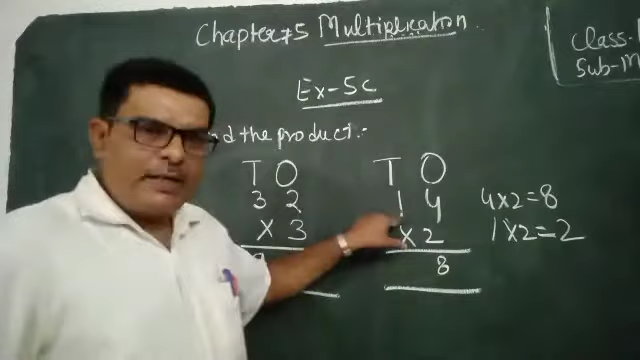 Chapter 5 Multiplication
Class-
Sub-M
Ex-5c
the product:-
T O
3 2
x 3
T O
1 4
x 2
8
4x2=8
1x2=2